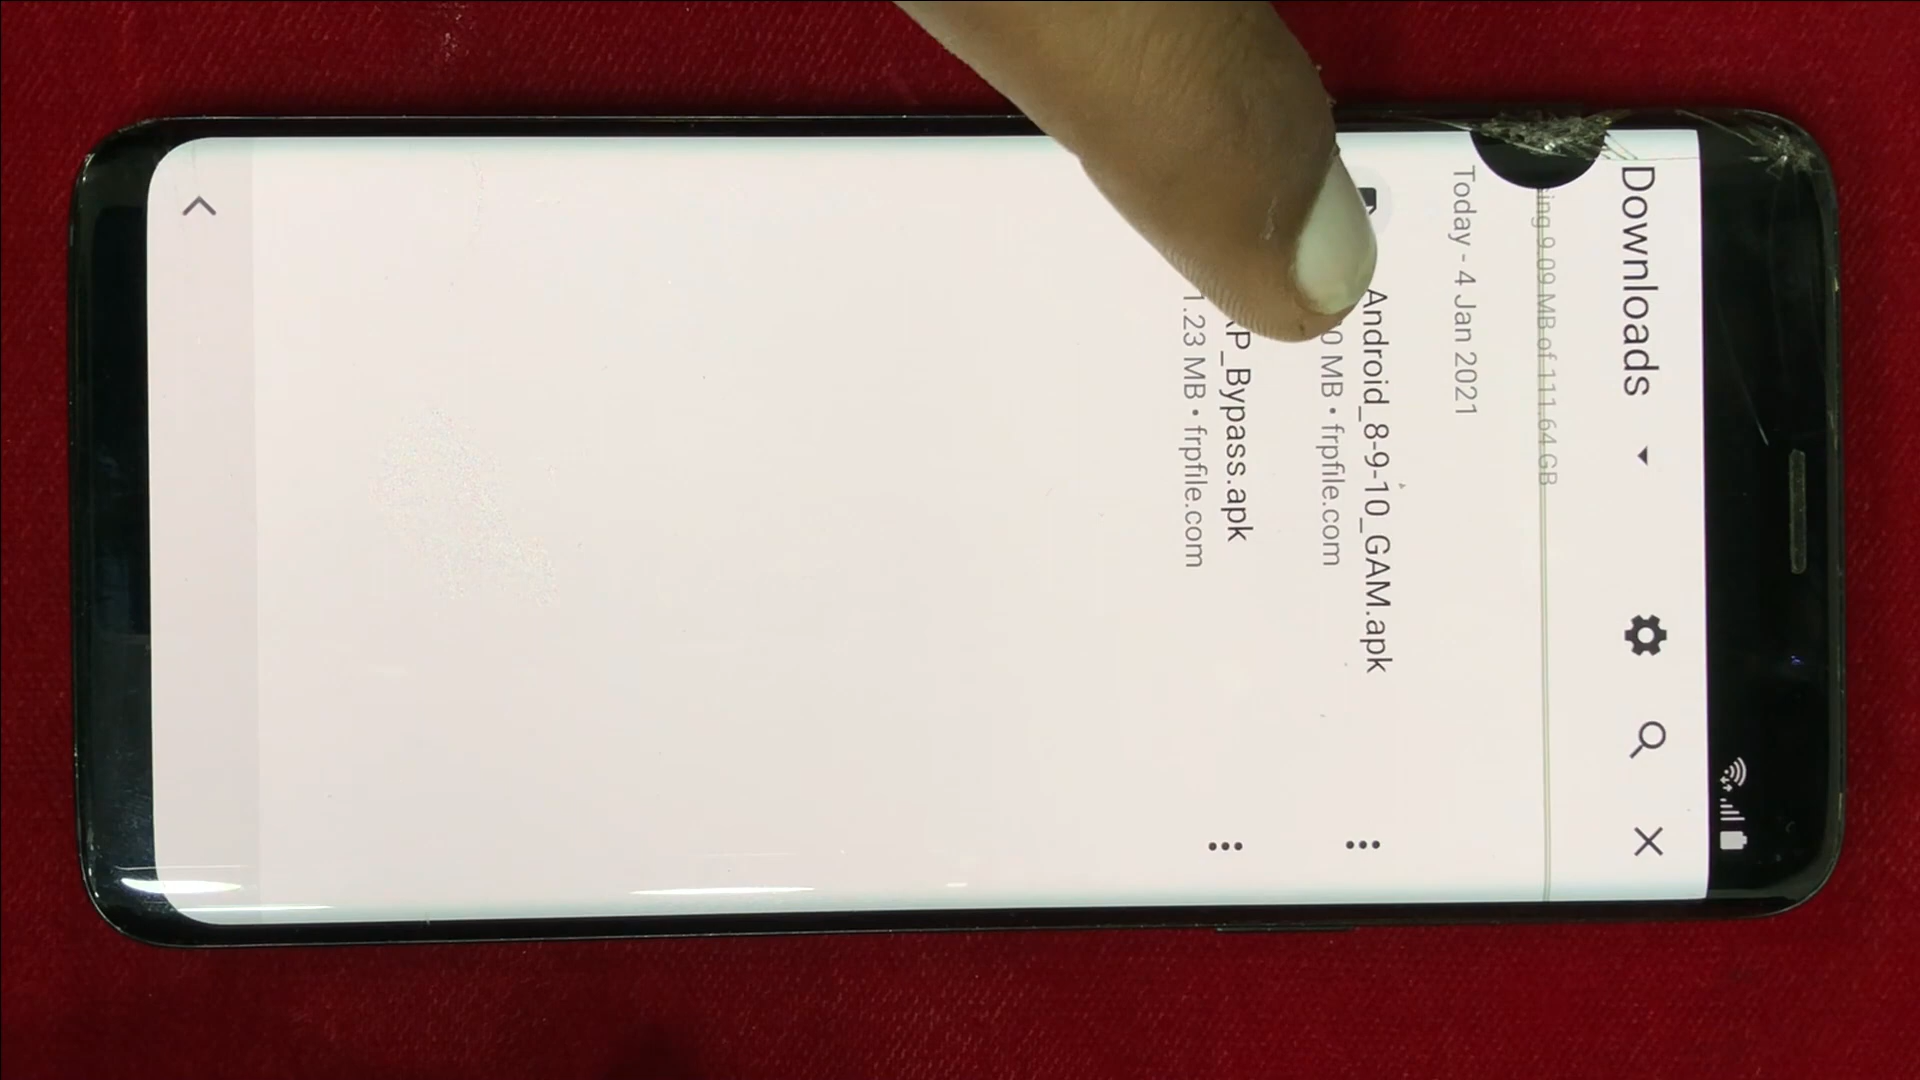 Downloads
ing 9.09 MB of 111.64 GB
Today - 4 Jan 2021
Android_8-9-10_GAM.apk
0 MB • frpfile.com
P_Bypass.apk
1.23 MB • frpfile.com